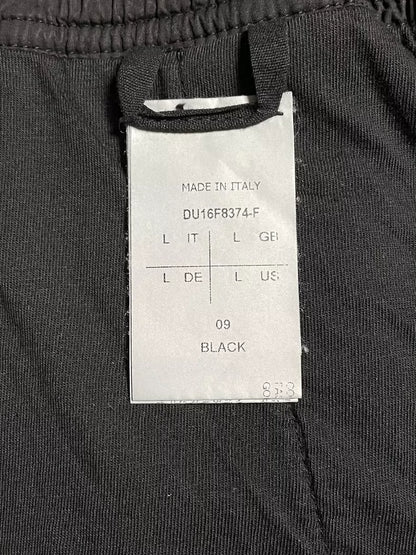 MADE IN ITALY
DU16F8374-F
L IT L GB
L DE L US
09
BLACK